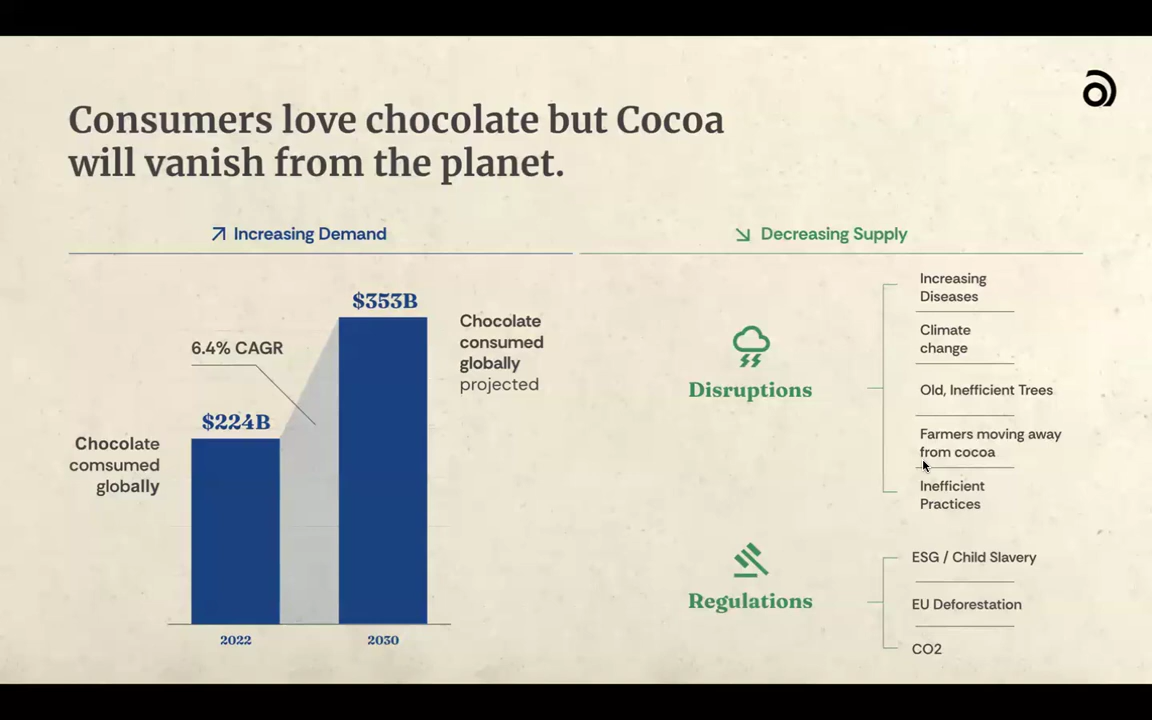 Consumers love chocolate but Cocoa
will vanish from the planet.
Increasing Demand
$353B
Chocolate
consumed
globally
projected
6.4% CAGR
$224B
Chocolate
comsumed
globally
2022
2030
Decreasing Supply
Disruptions
Increasing
Diseases
Climate
change
Old, Inefficient Trees
Farmers moving away
from cocoa
Inefficient
Practices
Regulations
ESG / Child Slavery
EU Deforestation
CO2